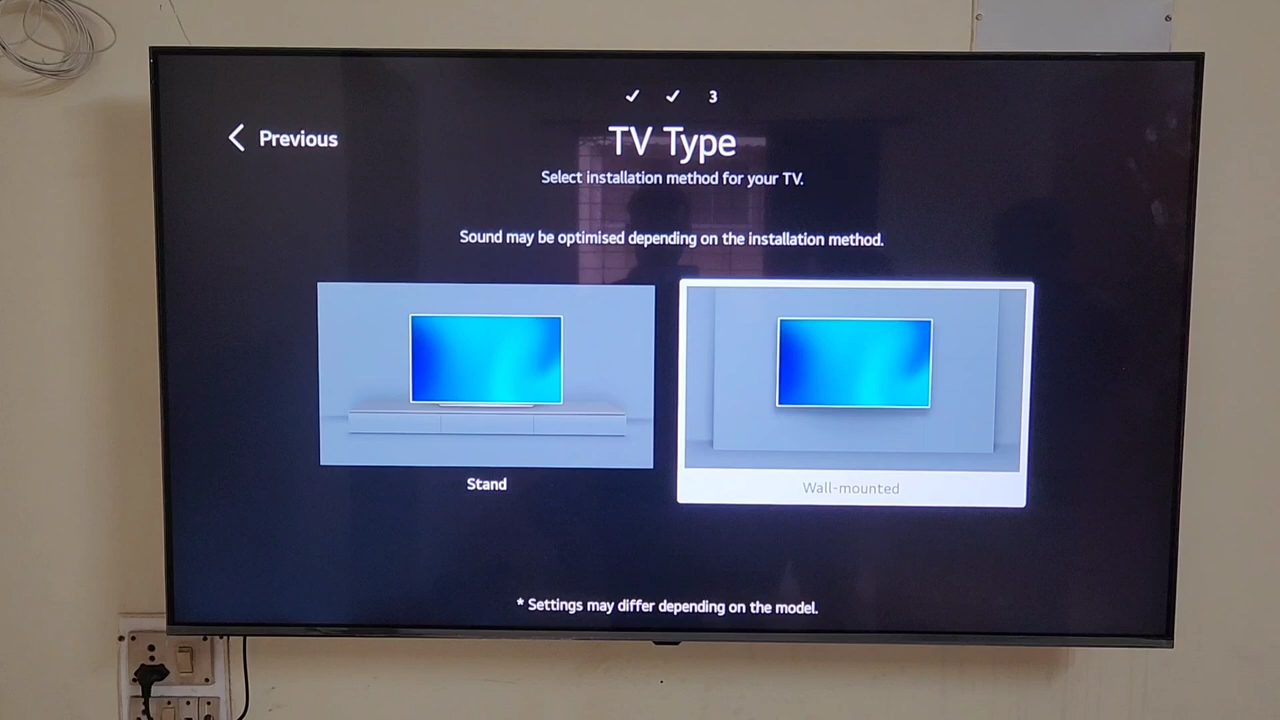 ✓ ✓ 3
Previous
TV Type
Select installation method for your TV.
Sound may be optimised depending on the installation method.
Stand
Wall-mounted
* Settings may differ depending on the model.